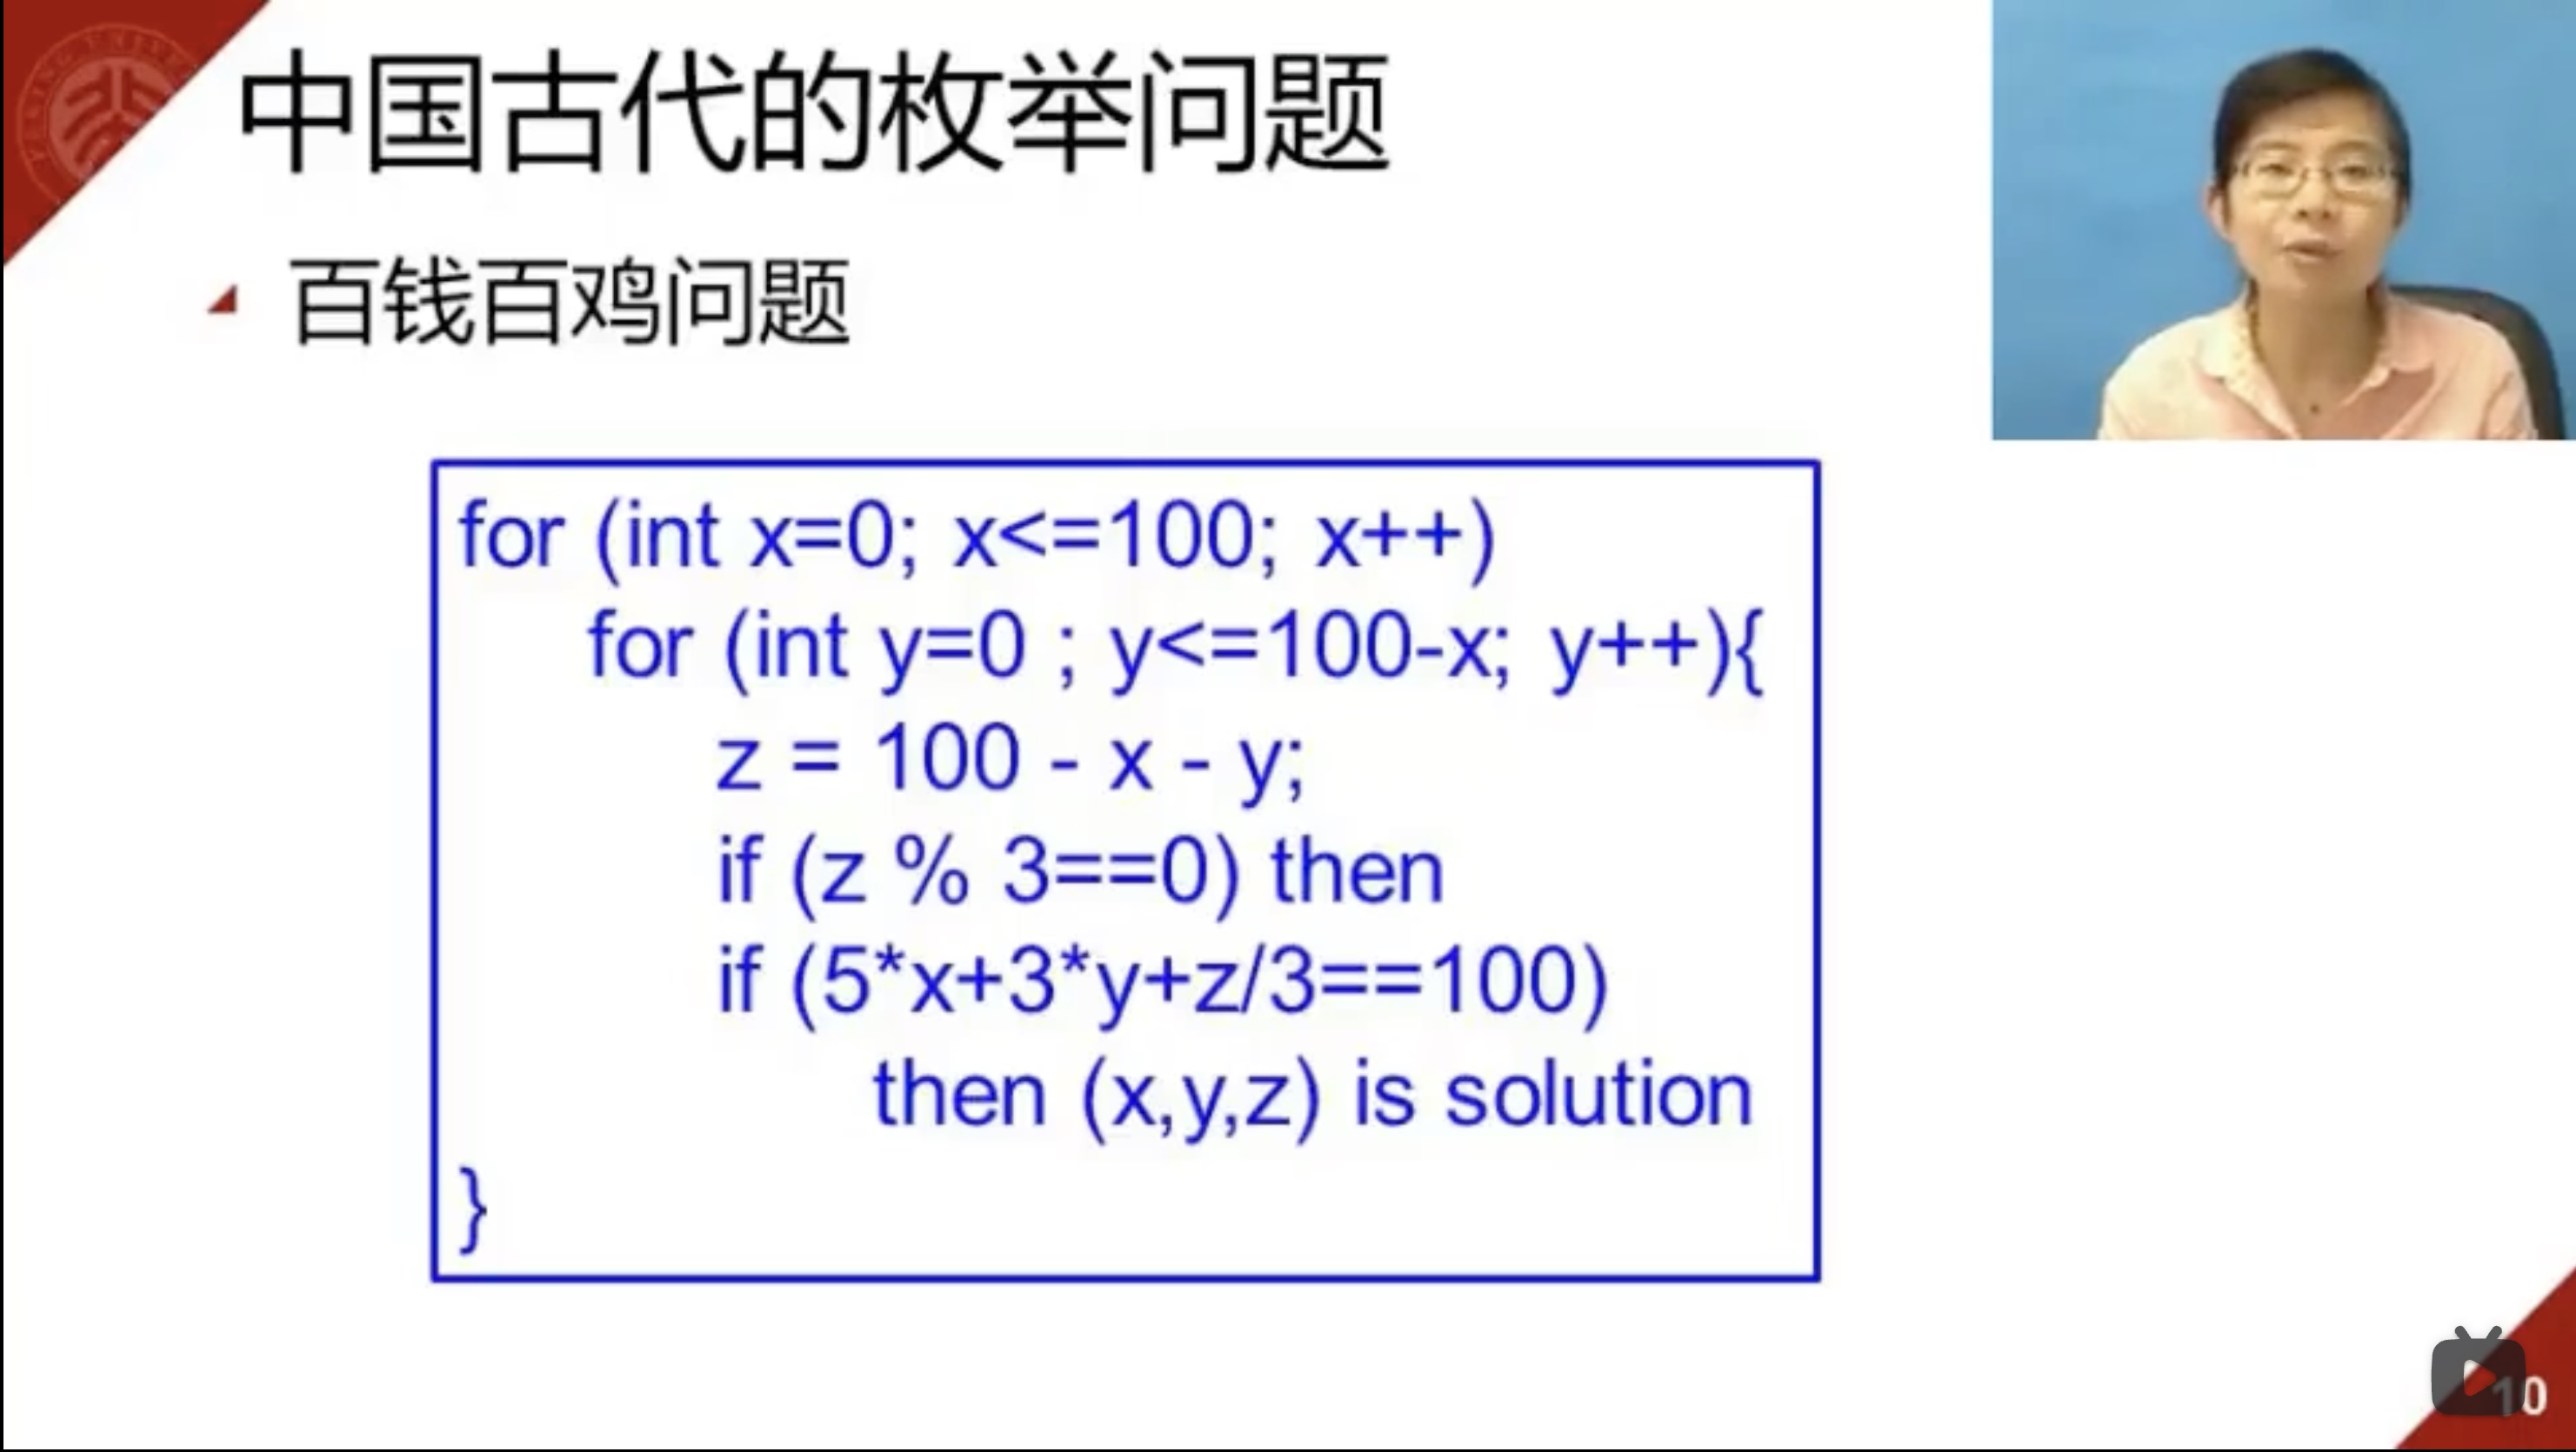 中国古代的枚举问题
百钱百鸡问题
for (int x=0; x<=100; x++)
for (int y=0 ; y<=100-x; y++){
z = 100 - x - y;
if (z % 3==0) then
if (5*x+3*y+z/3==100)
then (x,y,z) is solution
}
10